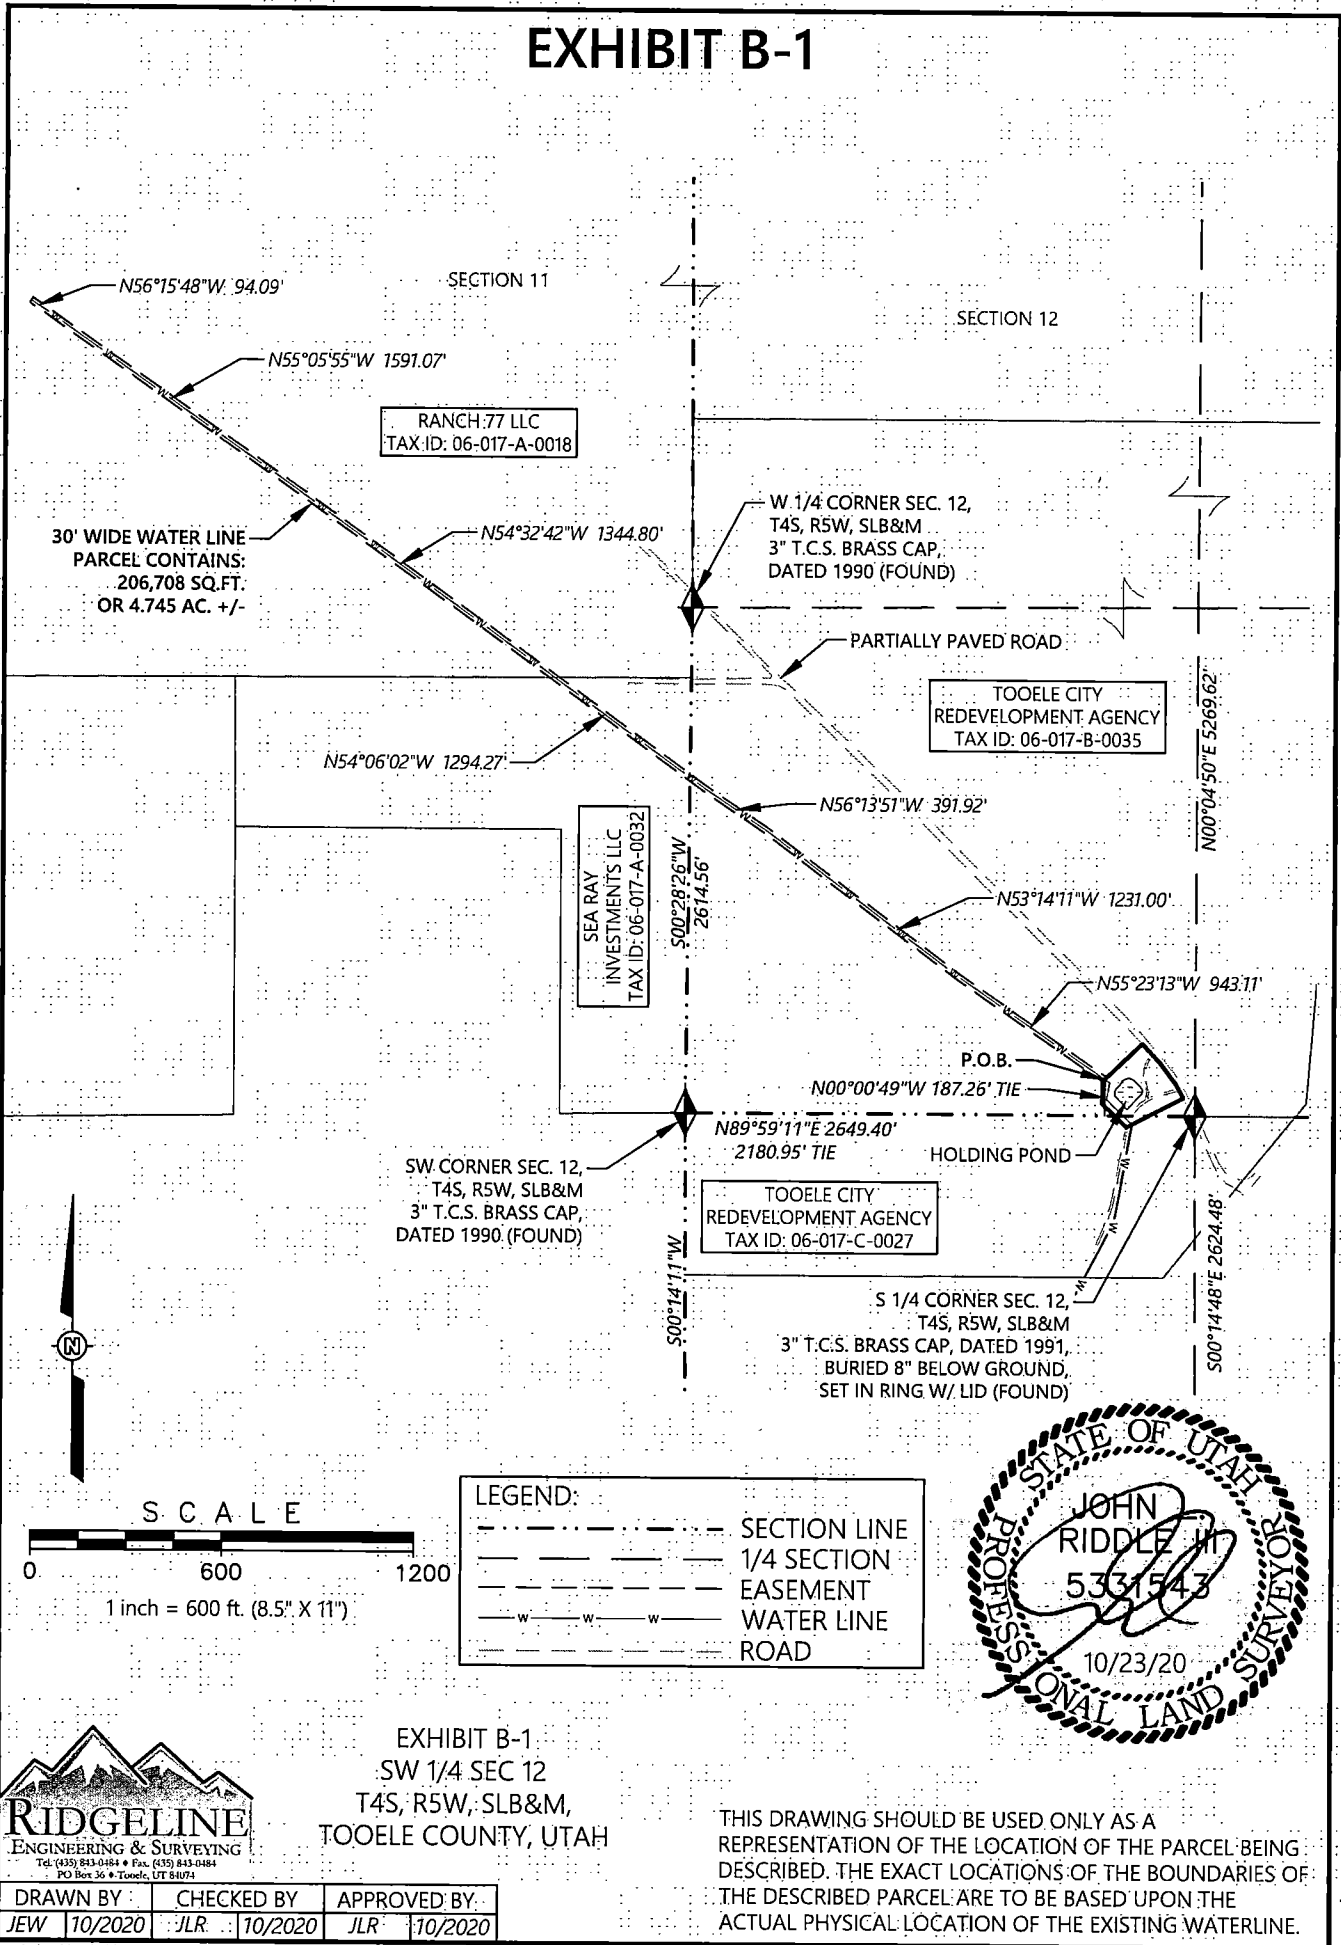 EXHIBIT B-1
N56°15'48"W 94.09'
SECTION 11
SECTION 12
N55°05'55"W 1591.07'
RANCH 77 LLC
TAX ID: 06-017-A-0018
30' WIDE WATER LINE
PARCEL CONTAINS:
206,708 SQ.FT.
OR 4.745 AC. +/-
N54°32'42"W 1344.80'
W 1/4 CORNER SEC. 12,
T4S, R5W, SLB&M
3" T.C.S. BRASS CAP,
DATED 1990 (FOUND)
PARTIALLY PAVED ROAD
TOOELE CITY
REDEVELOPMENT AGENCY
TAX ID: 06-017-B-0035
N00°04'50"E 5269.62'
N54°06'02"W 1294.27'
N56°13'51"W 391.92'
SEA RAY
INVESTMENTS LLC
TAX ID: 06-017-A-0032
S00°28'26"W
2614.56'
N53°14'11"W 1231.00'
N55°23'13"W 943.11'
P.O.B.
N00°00'49"W 187.26' TIE
N89°59'11"E 2649.40'
2180.95' TIE
HOLDING POND
SW CORNER SEC. 12,
T4S, R5W, SLB&M
3" T.C.S. BRASS CAP,
DATED 1990 (FOUND)
TOOELE CITY
REDEVELOPMENT AGENCY
TAX ID: 06-017-C-0027
S00°14'11"W
S00°14'48"E 2624.48'
S 1/4 CORNER SEC. 12,
T4S, R5W, SLB&M
3" T.C.S. BRASS CAP, DATED 1991,
BURIED 8" BELOW GROUND,
SET IN RING W/ LID (FOUND)
N
SCALE
0 600 1200
1 inch = 600 ft. (8.5" X 11")
LEGEND:
SECTION LINE
1/4 SECTION
EASEMENT
W W W WATER LINE
ROAD
STATE OF UTAH
PROFESSIONAL LAND SURVEYOR
JOHN
RIDDLE III
5331543
10/23/20
RIDGELINE
ENGINEERING & SURVEYING
Tel. (435) 843-0484 • Fax. (435) 843-0484
PO Box 36 • Tooele, UT 84074
EXHIBIT B-1
SW 1/4 SEC 12
T4S, R5W, SLB&M,
TOOELE COUNTY, UTAH
DRAWN BY CHECKED BY APPROVED BY
JEW 10/2020 JLR 10/2020 JLR 10/2020
THIS DRAWING SHOULD BE USED ONLY AS A
REPRESENTATION OF THE LOCATION OF THE PARCEL BEING
DESCRIBED. THE EXACT LOCATIONS OF THE BOUNDARIES OF
THE DESCRIBED PARCEL ARE TO BE BASED UPON THE
ACTUAL PHYSICAL LOCATION OF THE EXISTING WATERLINE.